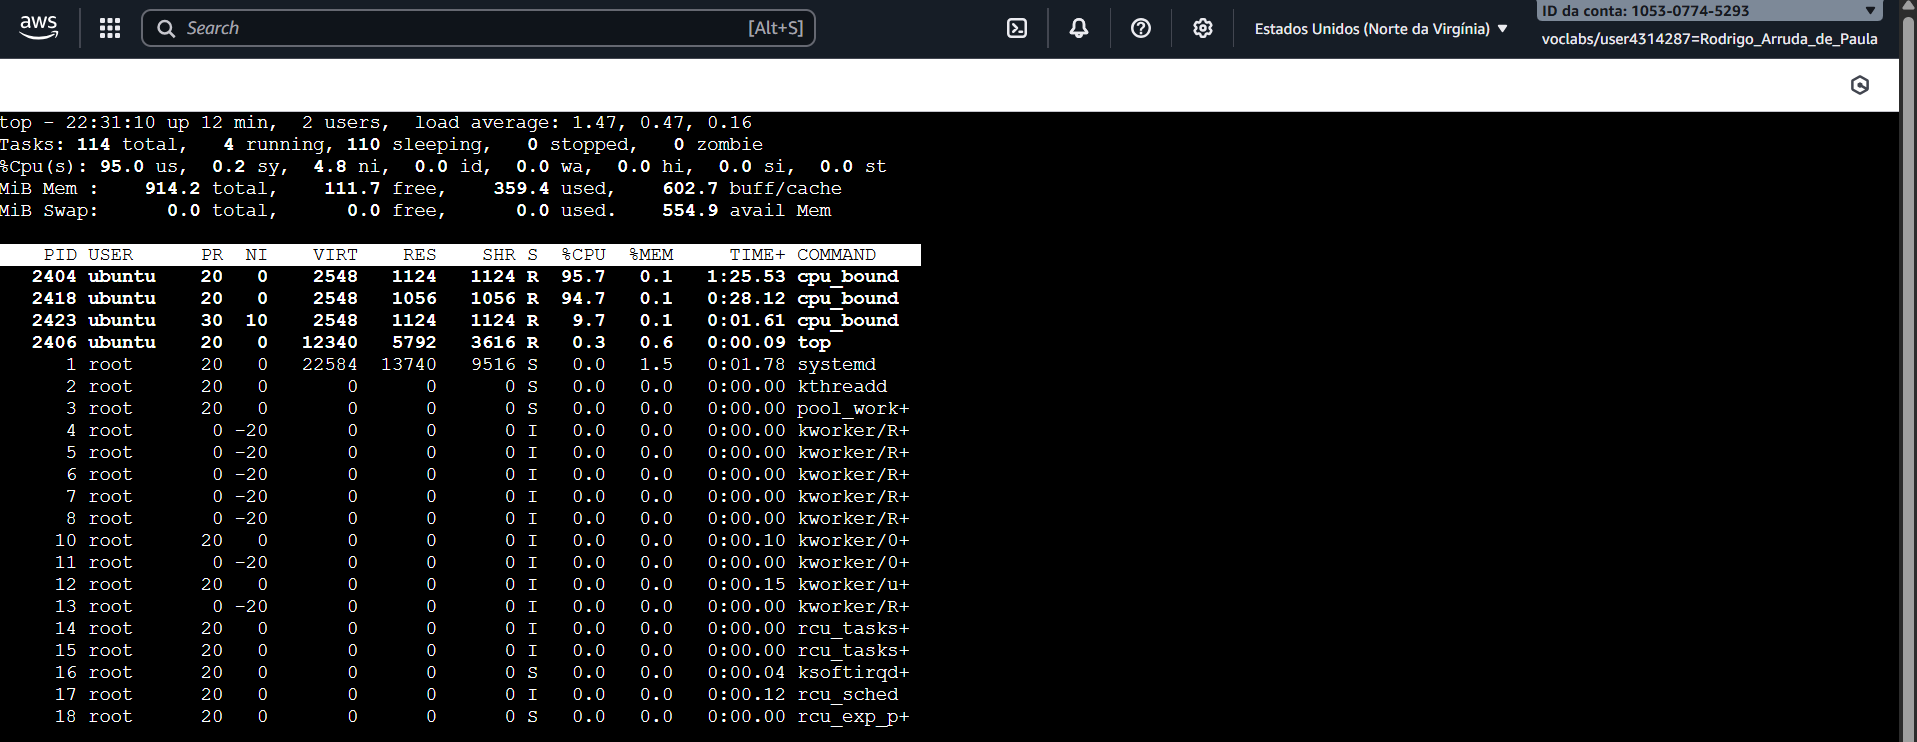 aws Search [Alt+S] Estados Unidos (Norte da Virgínia) ID da conta: 1053-0774-5293
voclabs/user4314287=Rodrigo_Arruda_de_Paula
top - 22:31:10 up 12 min,  2 users,  load average: 1.47, 0.47, 0.16
Tasks: 114 total,   4 running, 110 sleeping,   0 stopped,   0 zombie
%Cpu(s): 95.0 us,  0.2 sy,  4.8 ni,  0.0 id,  0.0 wa,  0.0 hi,  0.0 si,  0.0 st
MiB Mem :    914.2 total,    111.7 free,    359.4 used,    602.7 buff/cache
MiB Swap:      0.0 total,      0.0 free,      0.0 used.    554.9 avail Mem
PID USER      PR  NI    VIRT    RES    SHR S  %CPU  %MEM     TIME+ COMMAND
2404 ubuntu    20   0    2548   1124   1124 R  95.7   0.1   1:25.53 cpu_bound
2418 ubuntu    20   0    2548   1056   1056 R  94.7   0.1   0:28.12 cpu_bound
2423 ubuntu    30  10    2548   1124   1124 R   9.7   0.1   0:01.61 cpu_bound
2406 ubuntu    20   0   12340   5792   3616 R   0.3   0.6   0:00.09 top
1 root      20   0   22584  13740   9516 S   0.0   1.5   0:01.78 systemd
2 root      20   0       0      0      0 S   0.0   0.0   0:00.00 kthreadd
3 root      20   0       0      0      0 S   0.0   0.0   0:00.00 pool_work+
4 root       0 -20       0      0      0 I   0.0   0.0   0:00.00 kworker/R+
5 root       0 -20       0      0      0 I   0.0   0.0   0:00.00 kworker/R+
6 root       0 -20       0      0      0 I   0.0   0.0   0:00.00 kworker/R+
7 root       0 -20       0      0      0 I   0.0   0.0   0:00.00 kworker/R+
8 root       0 -20       0      0      0 I   0.0   0.0   0:00.00 kworker/R+
10 root      20   0       0      0      0 I   0.0   0.0   0:00.10 kworker/0+
11 root       0 -20       0      0      0 I   0.0   0.0   0:00.00 kworker/0+
12 root      20   0       0      0      0 I   0.0   0.0   0:00.15 kworker/u+
13 root       0 -20       0      0      0 I   0.0   0.0   0:00.00 kworker/R+
14 root      20   0       0      0      0 I   0.0   0.0   0:00.00 rcu_tasks+
15 root      20   0       0      0      0 I   0.0   0.0   0:00.00 rcu_tasks+
16 root      20   0       0      0      0 S   0.0   0.0   0:00.04 ksoftirqd+
17 root      20   0       0      0      0 I   0.0   0.0   0:00.12 rcu_sched
18 root      20   0       0      0      0 S   0.0   0.0   0:00.00 rcu_exp_p+